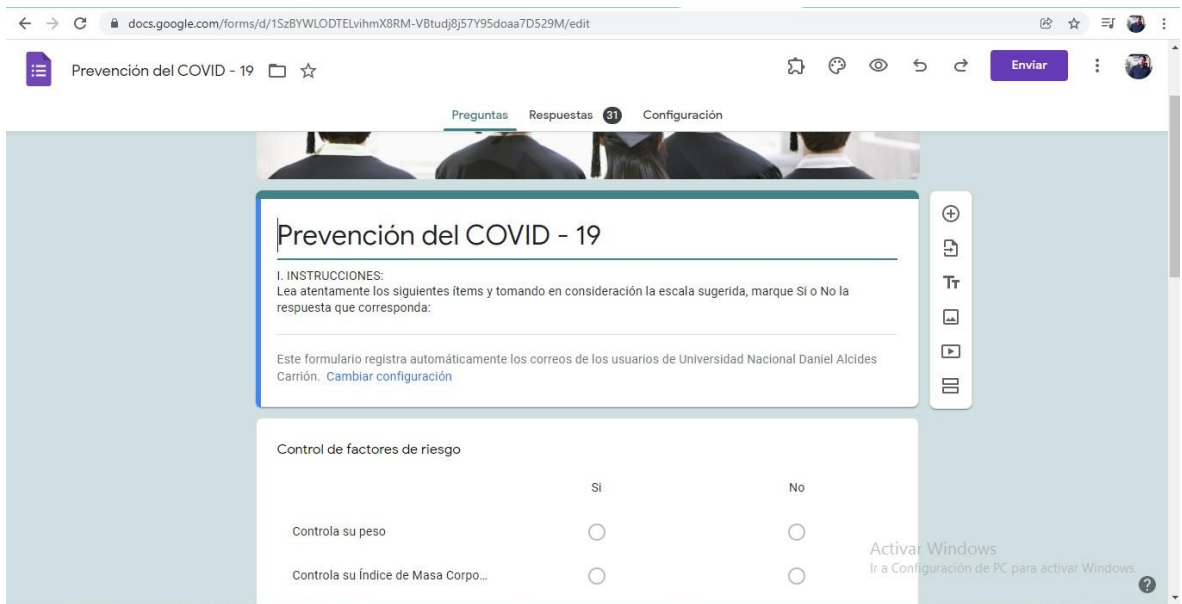 docs.google.com/forms/d/1SzBYWLODTELvihmX8RM-VBtudj8j57Y95doaa7D529M/edit
Prevención del COVID - 19
Enviar
Preguntas Respuestas 31 Configuración
Prevención del COVID - 19
I. INSTRUCCIONES:
Lea atentamente los siguientes ítems y tomando en consideración la escala sugerida, marque Si o No la
respuesta que corresponda:
Este formulario registra automáticamente los correos de los usuarios de Universidad Nacional Daniel Alcides
Carrión. Cambiar configuración
Control de factores de riesgo
Si No
Controla su peso
Controla su Índice de Masa Corpo...
Activar Windows
Ir a Configuración de PC para activar Windows.